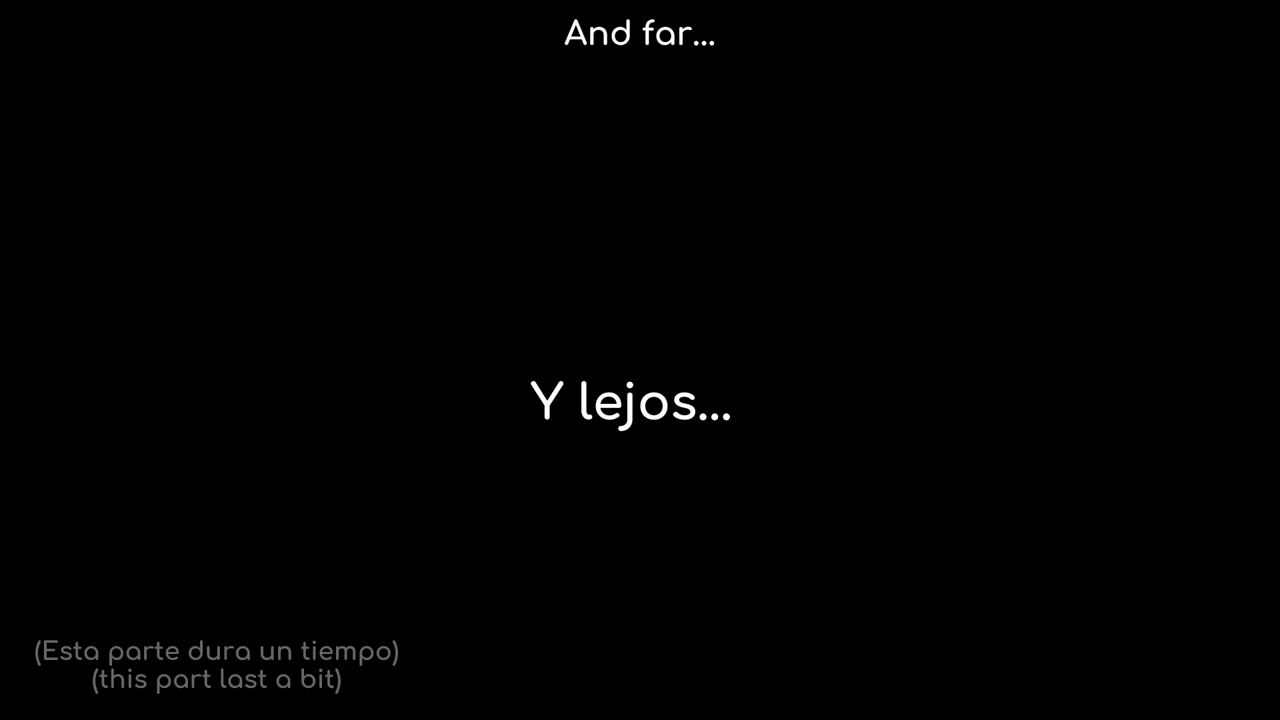 And far...
Y lejos...
(Esta parte dura un tiempo)
(this part last a bit)